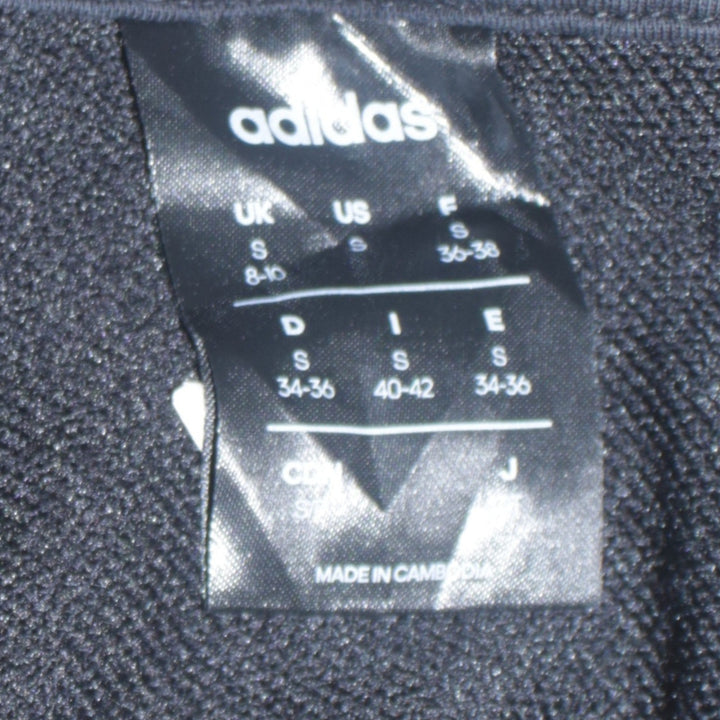 adidas
UK US F
S S S
8-10 36-38
D I E
S S S
34-36 40-42 34-36
J
MADE IN CAMBODIA